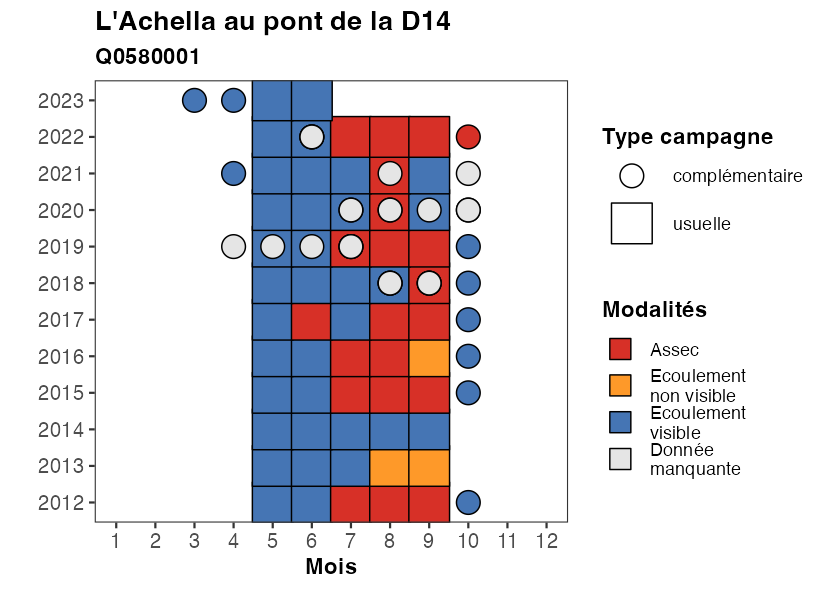 L'Achella au pont de la D14
Q0580001
2023
2022
2021
2020
2019
2018
2017
2016
2015
2014
2013
2012
1 2 3 4 5 6 7 8 9 10 11 12
Mois
Type campagne
complémentaire
usuelle
Modalités
Assec
Ecoulement
non visible
Ecoulement
visible
Donnée
manquante